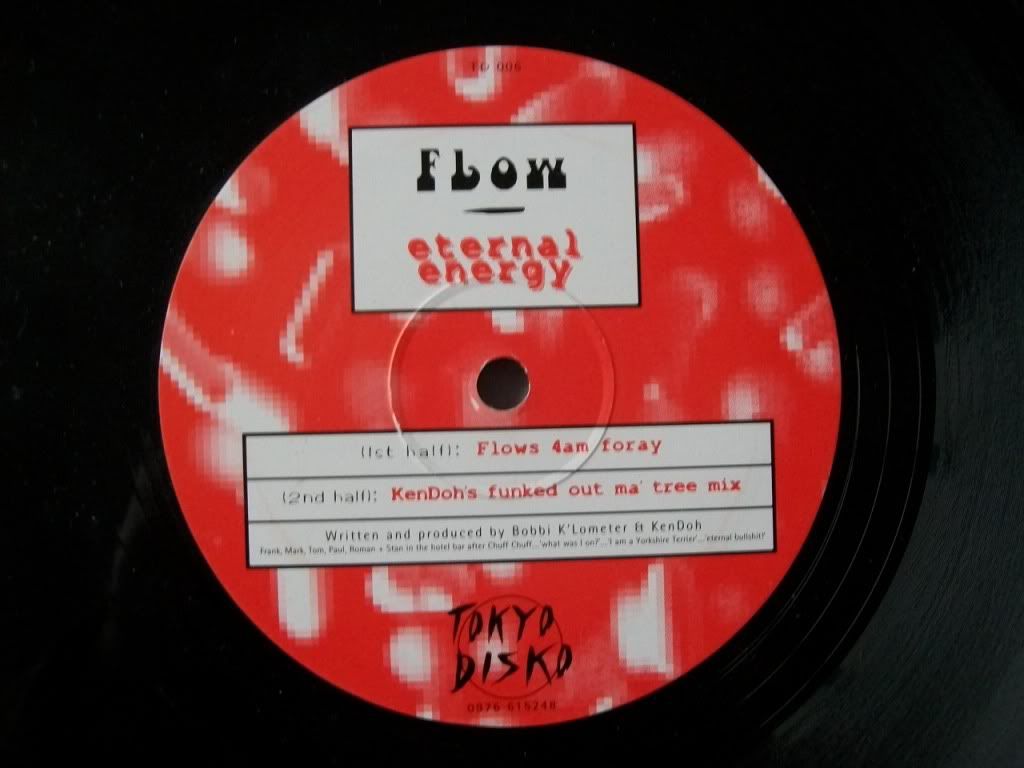 TD 006
FLOW
eternal
energy
(1st half): Flows 4am foray
(2nd half): KenDoh's funked out ma' tree mix
Written and produced by Bobbi K'Lometer & KenDoh
Frank, Mark, Tom, Paul, Roman + Stan in the hotel bar after Chuff Chuff...'what was I on?'...'I am a Yorkshire Terrier'...'eternal bullshit!'
TOKYO
DISKO
0976 615248